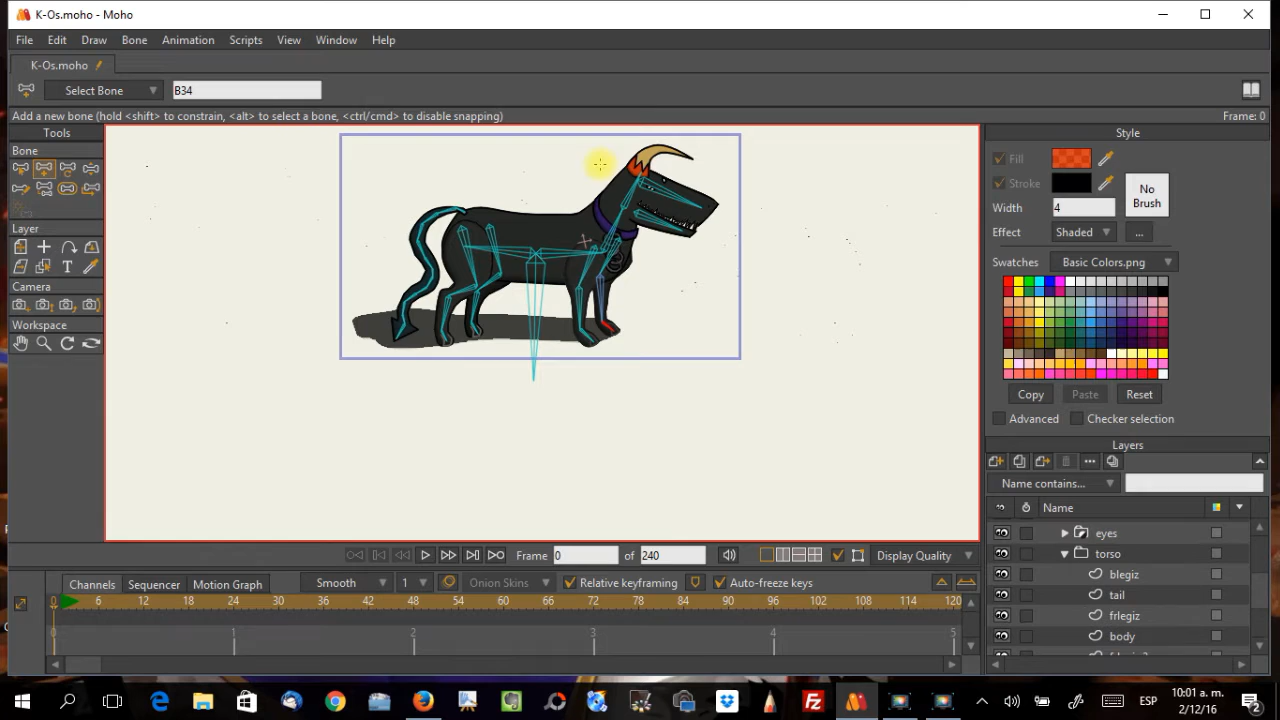 K-Os.moho - Moho
File Edit Draw Bone Animation Scripts View Window Help
K-Os.moho
Select Bone B34
Add a new bone (hold <shift> to constrain, <alt> to select a bone, <ctrl/cmd> to disable snapping) Frame: 0
Tools Style
Bone Fill No
Stroke Brush
Width 4
Layer Effect Shaded ...
Swatches Basic Colors.png
Camera
Workspace
Copy Paste Reset
Advanced Checker selection
Layers
Name contains...
Name
eyes
torso
blegiz
tail
frlegiz
body
Frame 0 of 240 Display Quality
Channels Sequencer Motion Graph Smooth 1 Onion Skins Relative keyframing Auto-freeze keys
0 6 12 18 24 30 36 42 48 54 60 66 72 78 84 90 96 102 108 114 120
0 1 2 3 4 5
ESP 10:01 a. m.
2/12/16 2